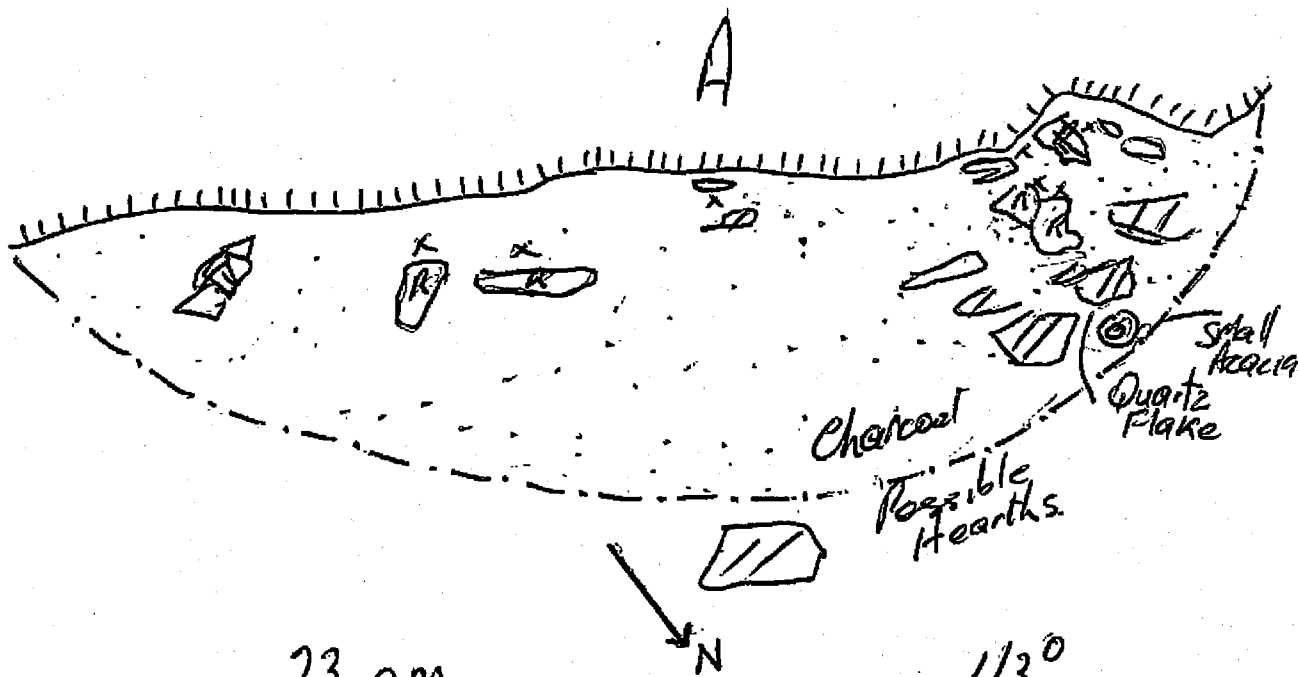 A
R
R
R
R
Small
Acacia
Quartz
Flake
Charcoal
Possible
Hearths.
N